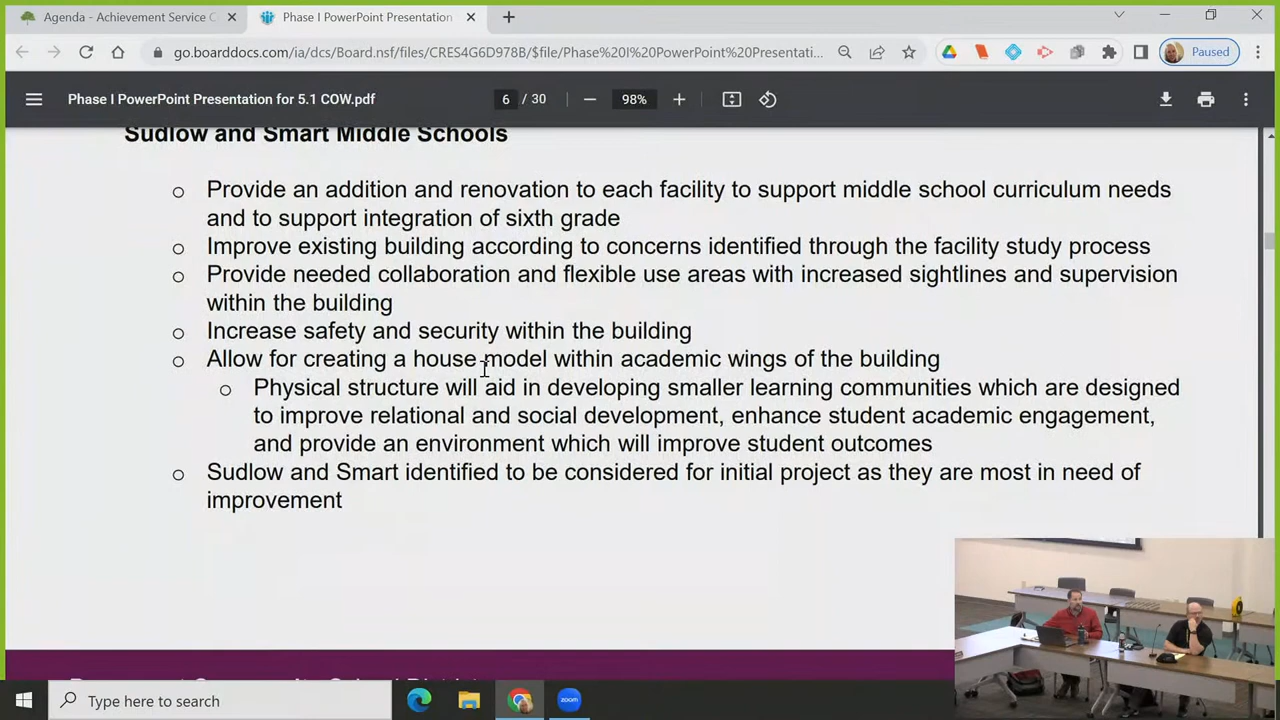 Agenda - Achievement Service C
Phase I PowerPoint Presentation
go.boarddocs.com/ia/dcs/Board.nsf/files/CRES4G6D978B/$file/Phase%20I%20PowerPoint%20Presentati...
Paused
Phase I PowerPoint Presentation for 5.1 COW.pdf
6 / 30
98%
Sudlow and Smart Middle Schools
Provide an addition and renovation to each facility to support middle school curriculum needs
and to support integration of sixth grade
Improve existing building according to concerns identified through the facility study process
Provide needed collaboration and flexible use areas with increased sightlines and supervision
within the building
Increase safety and security within the building
Allow for creating a house model within academic wings of the building
Physical structure will aid in developing smaller learning communities which are designed
to improve relational and social development, enhance student academic engagement,
and provide an environment which will improve student outcomes
Sudlow and Smart identified to be considered for initial project as they are most in need of
improvement
Type here to search
zoom